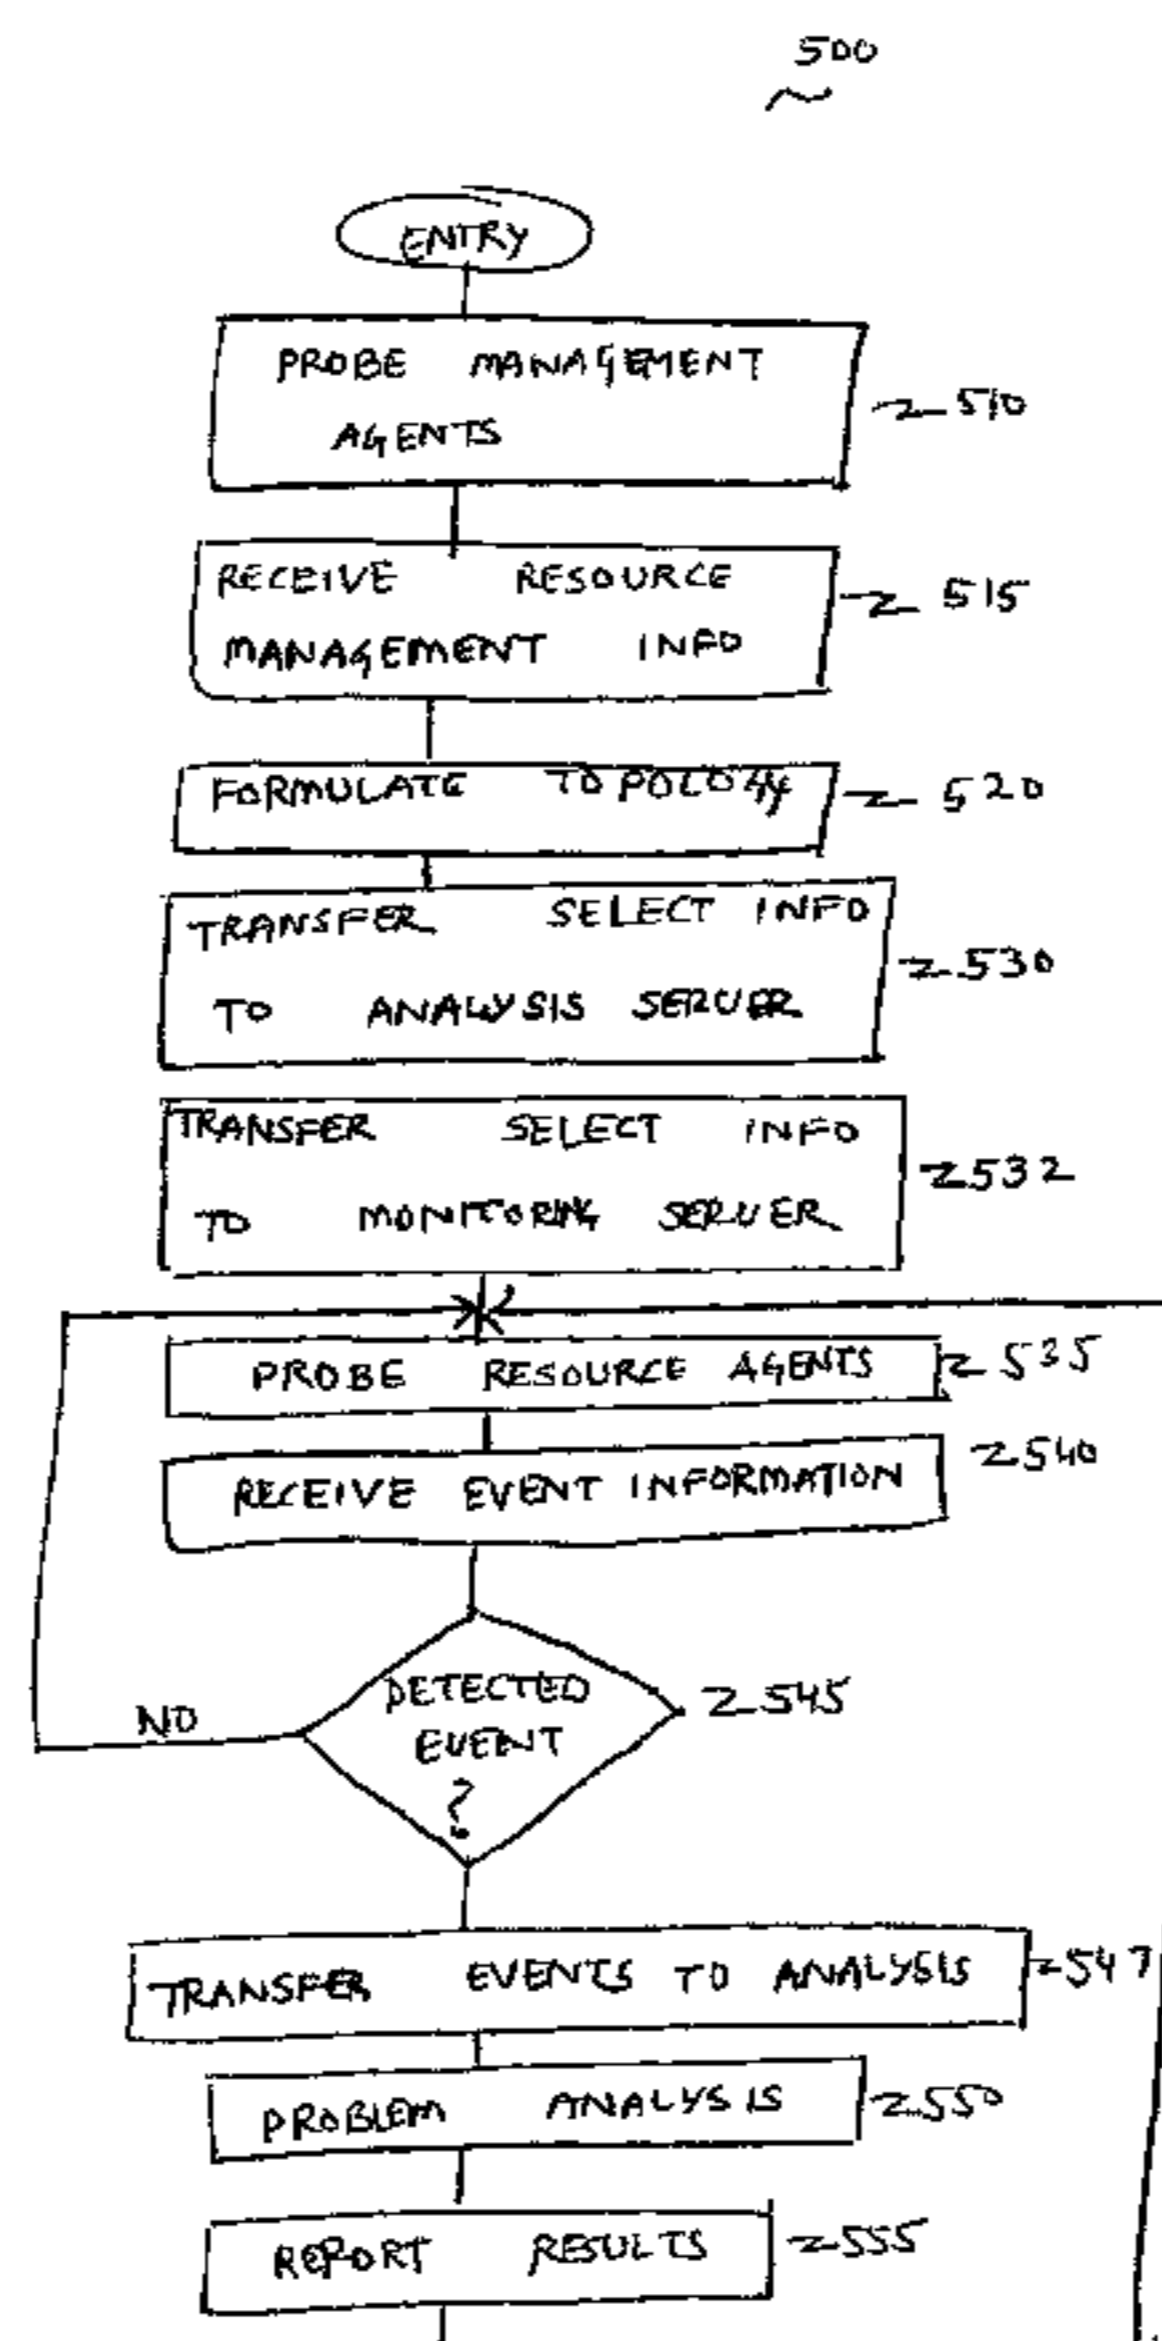 500
ENTRY
PROBE MANAGEMENT
AGENTS
510
RECEIVE RESOURCE
MANAGEMENT INFO
515
FORMULATE TOPOLOGY
520
TRANSFER SELECT INFO
TO ANALYSIS SERVER
530
TRANSFER SELECT INFO
TO MONITORING SERVER
532
PROBE RESOURCE AGENTS
535
RECEIVE EVENT INFORMATION
540
DETECTED
EVENT
?
545
NO
TRANSFER EVENTS TO ANALYSIS
547
PROBLEM ANALYSIS
550
REPORT RESULTS
555